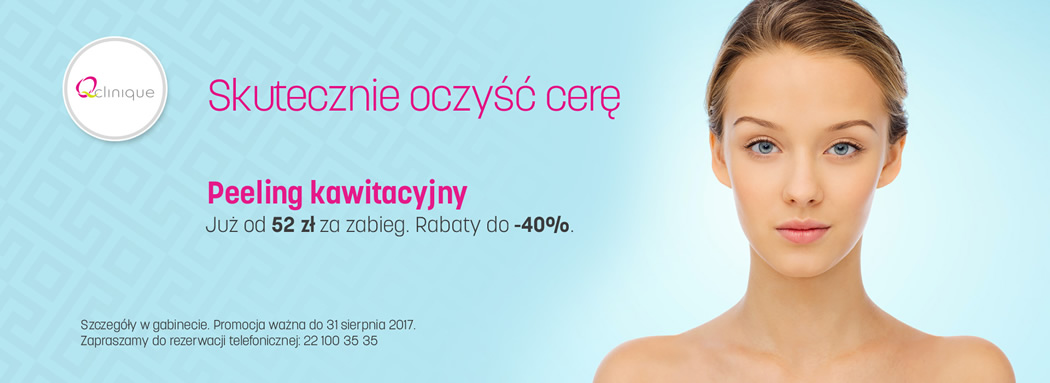 Qclinique
Skutecznie oczyść cerę
Peeling kawitacyjny
Już od 52 zł za zabieg. Rabaty do -40%.
Szczegóły w gabinecie. Promocja ważna do 31 sierpnia 2017.
Zapraszamy do rezerwacji telefonicznej: 22 100 35 35